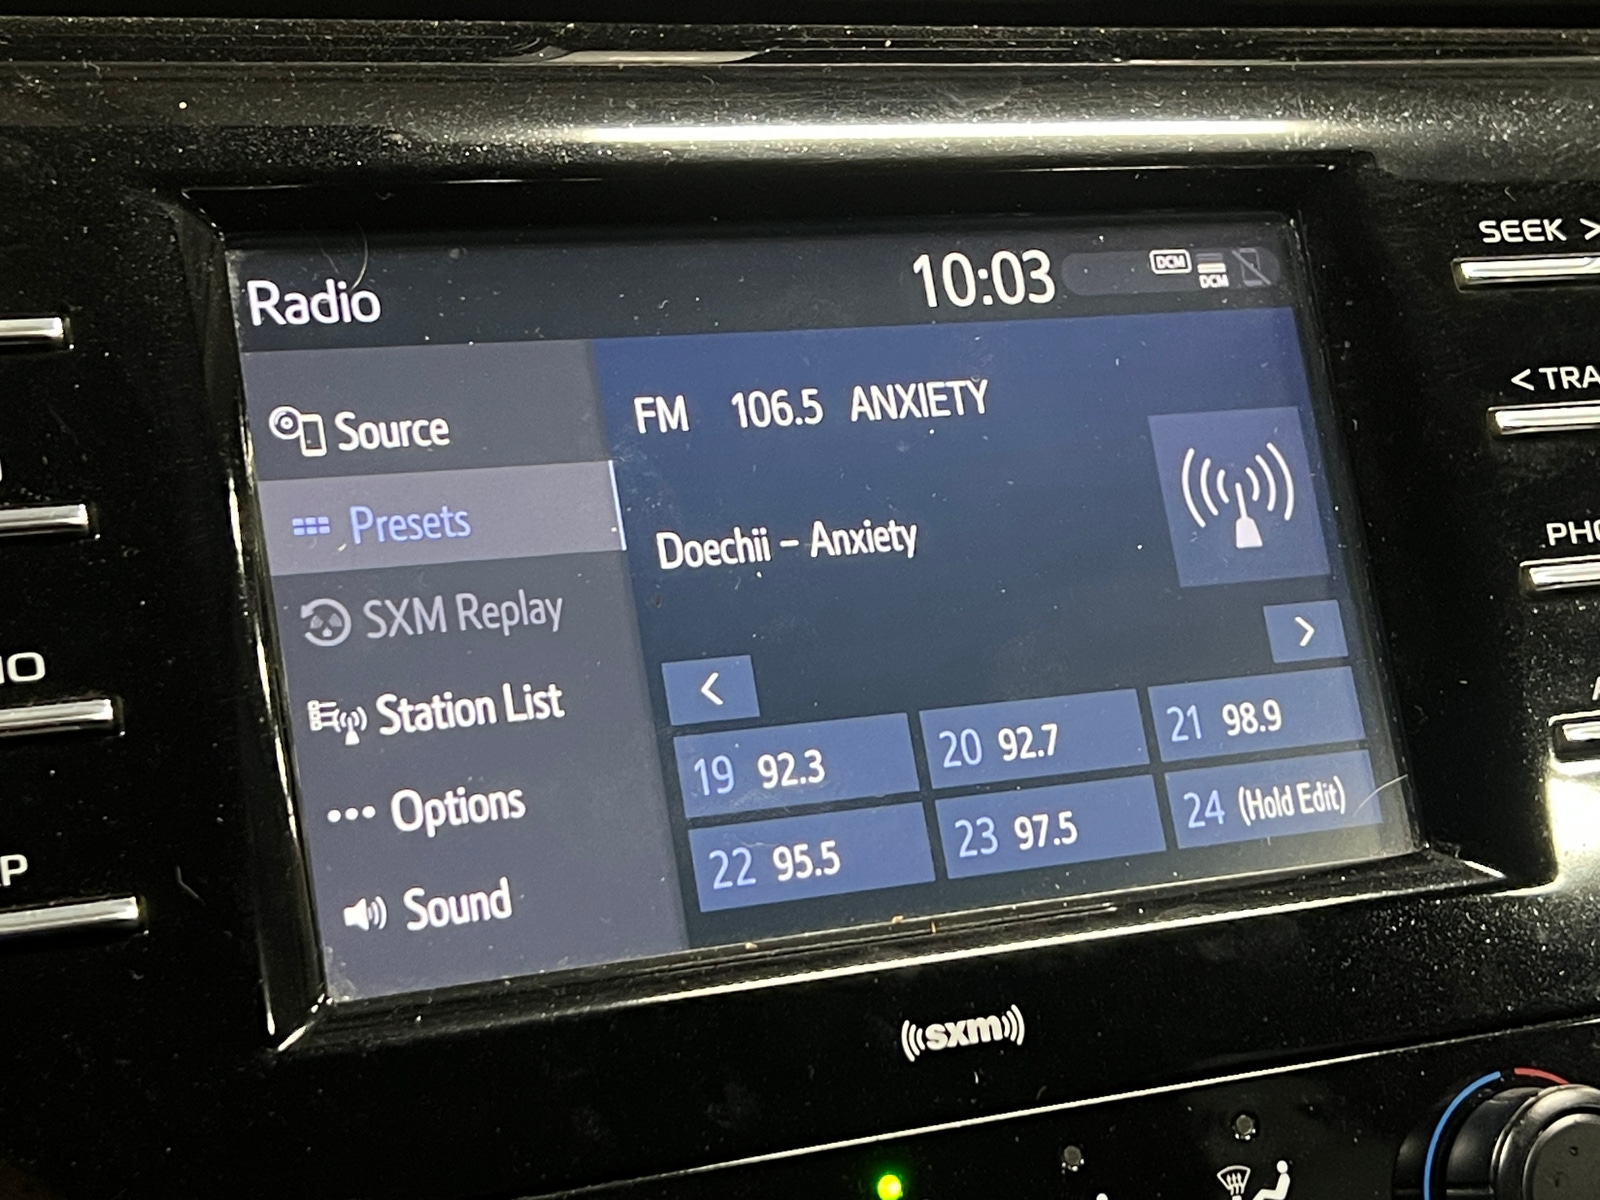 SEEK >
Radio
10:03
DCM
DCM
< TRA
Source
FM 106.5 ANXIETY
Presets
Doechii – Anxiety
PHO
SXM Replay
>
IO
Station List
<
19 92.3
20 92.7
21 98.9
Options
22 95.5
23 97.5
24 (Hold Edit)
P
Sound
((sxm))